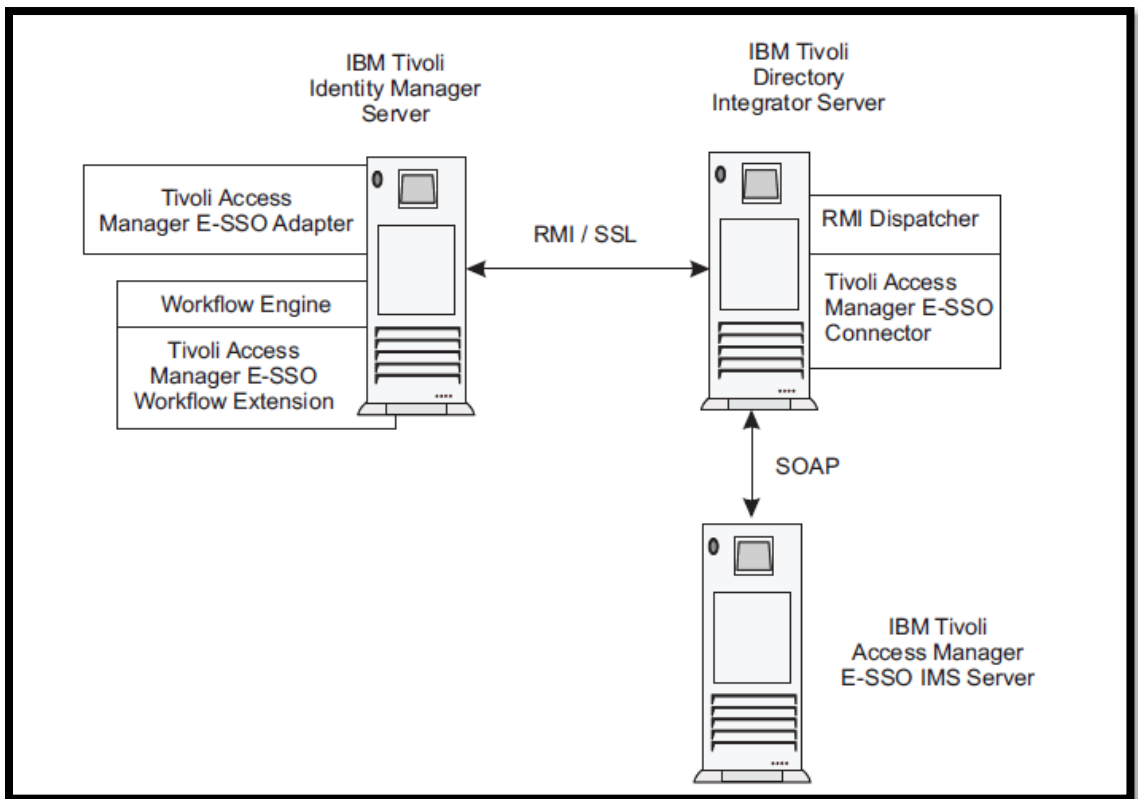 IBM Tivoli
Identity Manager
Server
IBM Tivoli
Directory
Integrator Server
Tivoli Access
Manager E-SSO Adapter
Workflow Engine
Tivoli Access
Manager E-SSO
Workflow Extension
RMI / SSL
RMI Dispatcher
Tivoli Access
Manager E-SSO
Connector
SOAP
IBM Tivoli
Access Manager
E-SSO IMS Server